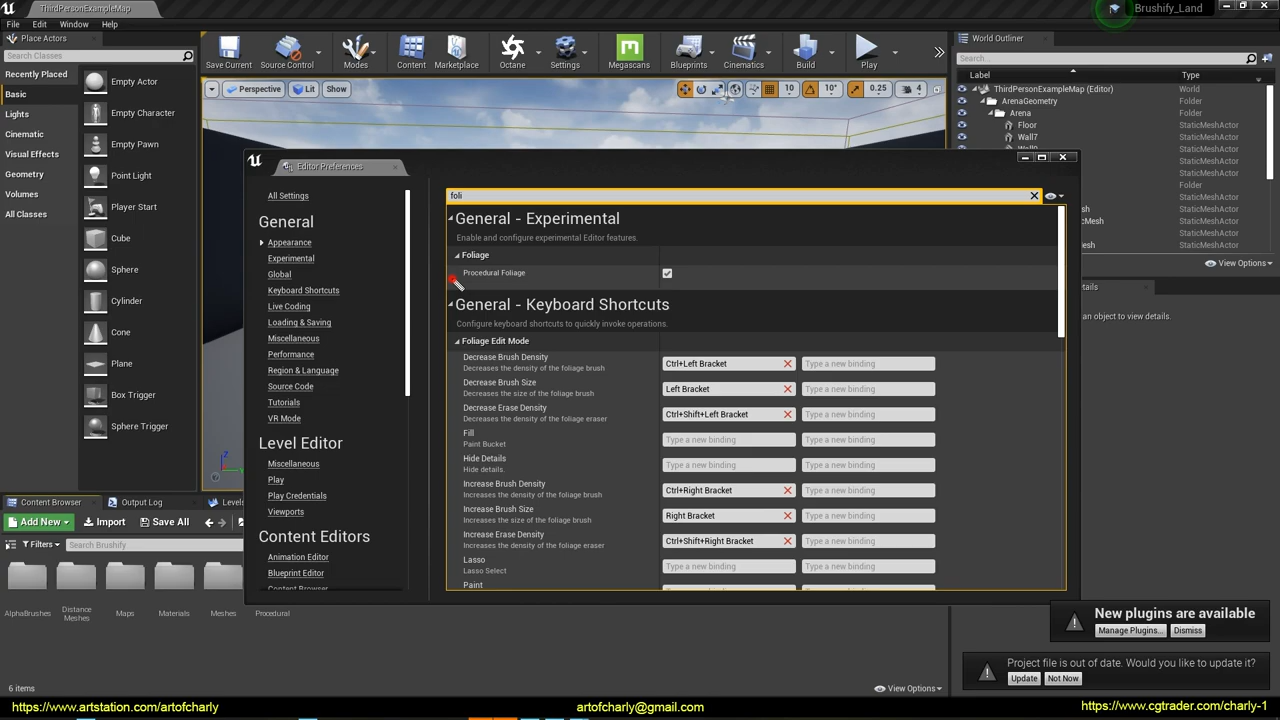 ThirdPersonExampleMap
Brushify_Land
File Edit Window Help
Place Actors
Search Classes
Recently Placed
Basic
Lights
Cinematic
Visual Effects
Geometry
Volumes
All Classes
Empty Actor
Empty Character
Empty Pawn
Point Light
Player Start
Cube
Sphere
Cylinder
Cone
Plane
Box Trigger
Sphere Trigger
Save Current
Source Control
Modes
Content
Marketplace
Octane
Settings
Megascans
Blueprints
Cinematics
Build
Play
Perspective Lit Show
10 10° 0.25 4
World Outliner
Search...
Label Type
ThirdPersonExampleMap (Editor) World
ArenaGeometry Folder
Arena Folder
Floor StaticMeshActor
Wall7 StaticMeshActor
StaticMeshActor
StaticMeshActor
Folder
StaticMeshActor
StaticMeshActor
StaticMeshActor
StaticMeshActor
View Options
an object to view details.
Editor Preferences
All Settings
General
Appearance
Experimental
Global
Keyboard Shortcuts
Live Coding
Loading & Saving
Miscellaneous
Performance
Region & Language
Source Code
Tutorials
VR Mode
Level Editor
Miscellaneous
Play
Play Credentials
Viewports
Content Editors
Animation Editor
Blueprint Editor
Content Browser
foli
General - Experimental
Enable and configure experimental Editor features.
Foliage
Procedural Foliage
General - Keyboard Shortcuts
Configure keyboard shortcuts to quickly invoke operations.
Foliage Edit Mode
Decrease Brush Density
Decreases the density of the foliage brush
Ctrl+Left Bracket Type a new binding
Decrease Brush Size
Decreases the size of the foliage brush
Left Bracket Type a new binding
Decrease Erase Density
Decreases the density of the foliage eraser
Ctrl+Shift+Left Bracket Type a new binding
Fill
Paint Bucket
Type a new binding Type a new binding
Hide Details
Hide details.
Type a new binding Type a new binding
Increase Brush Density
Increases the density of the foliage brush
Ctrl+Right Bracket Type a new binding
Increase Brush Size
Increases the size of the foliage brush
Right Bracket Type a new binding
Increase Erase Density
Increases the density of the foliage eraser
Ctrl+Shift+Right Bracket Type a new binding
Lasso
Lasso Select
Type a new binding Type a new binding
Paint
Content Browser Output Log Levels
Add New Import Save All
Filters Search Brushify
AlphaBrushes
Distance Meshes
Maps
Materials
Meshes
Procedural
6 items
View Options
New plugins are available
Manage Plugins... Dismiss
Project file is out of date. Would you like to update it?
Update Not Now
https://www.artstation.com/artofcharly
artofcharly@gmail.com
https://www.cgtrader.com/charly-1